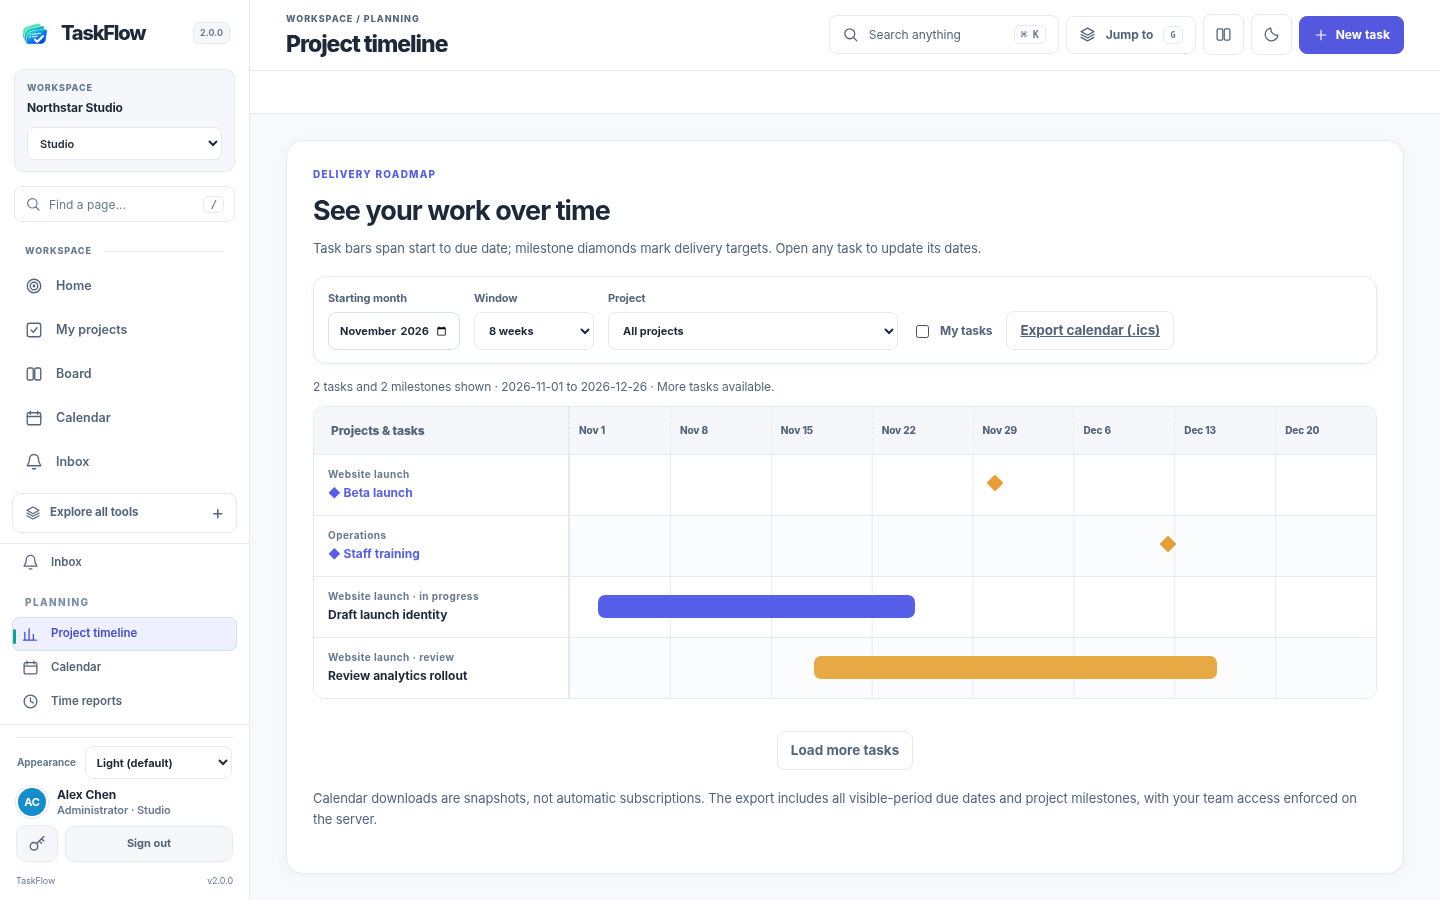 TaskFlow
2.0.0
WORKSPACE
Northstar Studio
Studio
Find a page...
/
WORKSPACE
Home
My projects
Board
Calendar
Inbox
Explore all tools
+
Inbox
PLANNING
Project timeline
Calendar
Time reports
Appearance
Light (default)
AC
Alex Chen
Administrator · Studio
Sign out
TaskFlow
v2.0.0
WORKSPACE / PLANNING
Project timeline
Search anything
⌘ K
Jump to
G
+ New task
DELIVERY ROADMAP
See your work over time
Task bars span start to due date; milestone diamonds mark delivery targets. Open any task to update its dates.
Starting month
Window
Project
November 2026
8 weeks
All projects
My tasks
Export calendar (.ics)
2 tasks and 2 milestones shown · 2026-11-01 to 2026-12-26 · More tasks available.
Projects & tasks
Nov 1
Nov 8
Nov 15
Nov 22
Nov 29
Dec 6
Dec 13
Dec 20
Website launch
◆ Beta launch
Operations
◆ Staff training
Website launch · in progress
Draft launch identity
Website launch · review
Review analytics rollout
Load more tasks
Calendar downloads are snapshots, not automatic subscriptions. The export includes all visible-period due dates and project milestones, with your team access enforced on
the server.